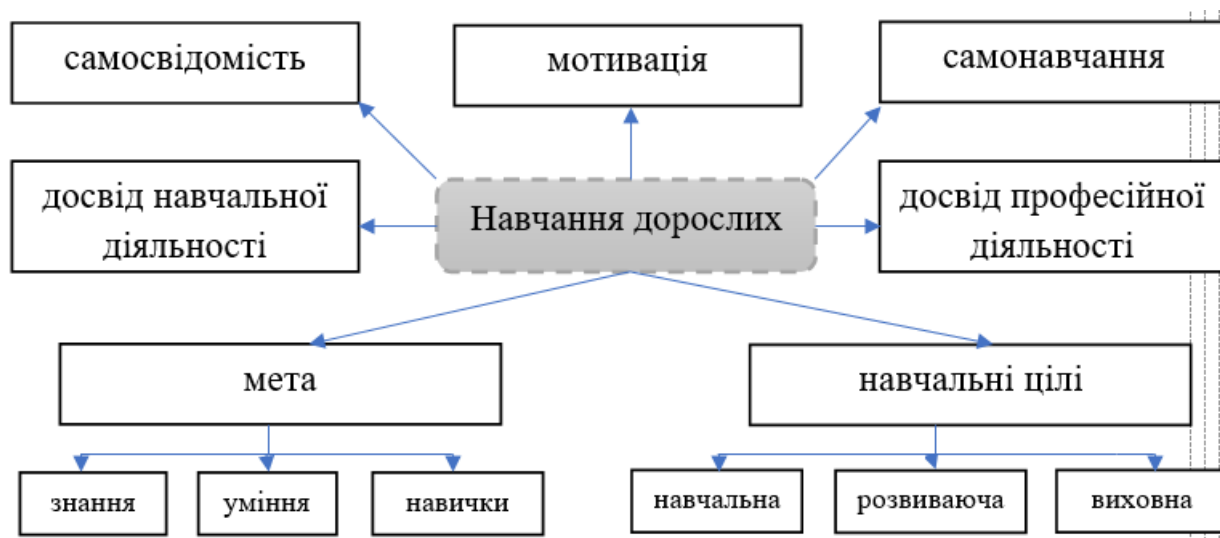 самосвідомість
мотивація
самонавчання
досвід навчальної
діяльності
Навчання дорослих
досвід професійної
діяльності
мета
навчальні цілі
знання
уміння
навички
навчальна
розвиваюча
виховна